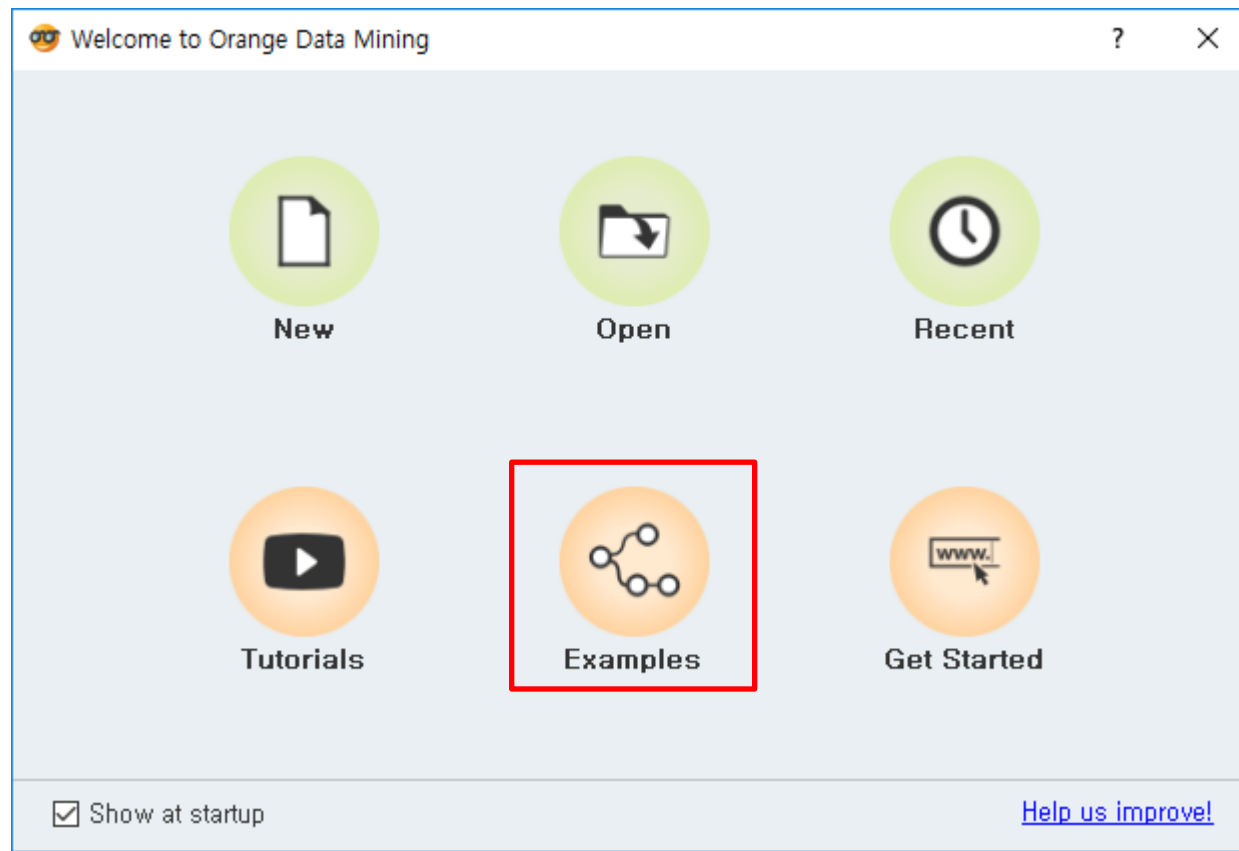 Welcome to Orange Data Mining
?
New
Open
Recent
www.
Tutorials
Examples
Get Started
Show at startup
Help us improve!